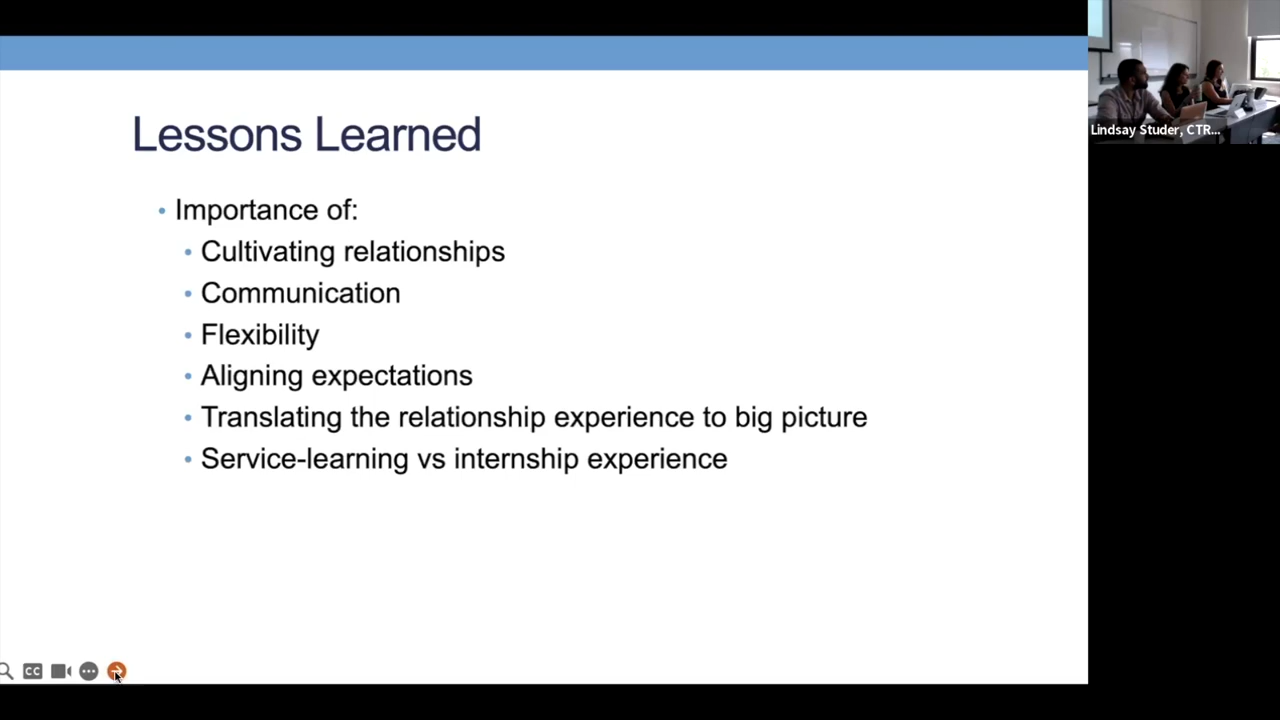 Lessons Learned
• Importance of:
• Cultivating relationships
• Communication
• Flexibility
• Aligning expectations
• Translating the relationship experience to big picture
• Service-learning vs internship experience
Lindsay Studer, CTR...
CC